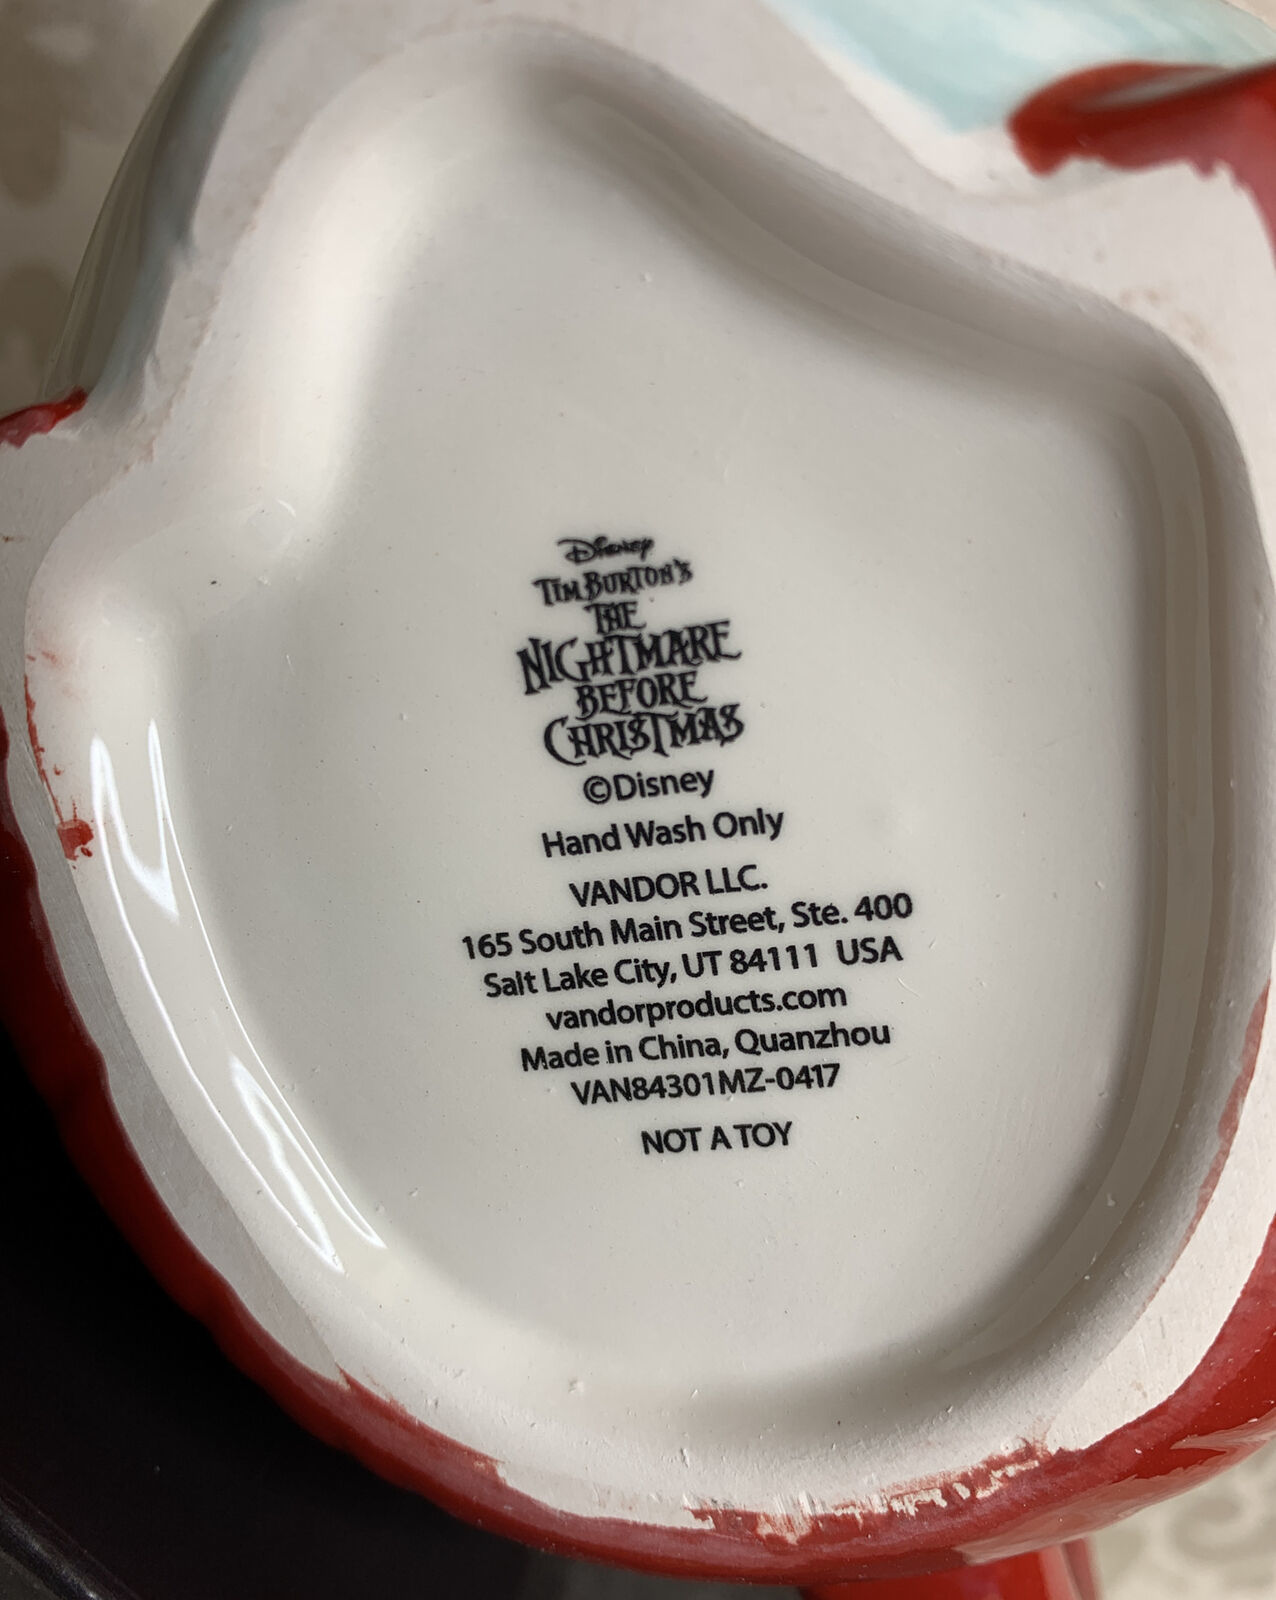 Disney
TIM BURTON'S
THE
NIGHTMARE
BEFORE
CHRISTMAS
©Disney
Hand Wash Only
VANDOR LLC.
165 South Main Street, Ste. 400
Salt Lake City, UT 84111 USA
vandorproducts.com
Made in China, Quanzhou
VAN84301MZ-0417
NOT A TOY